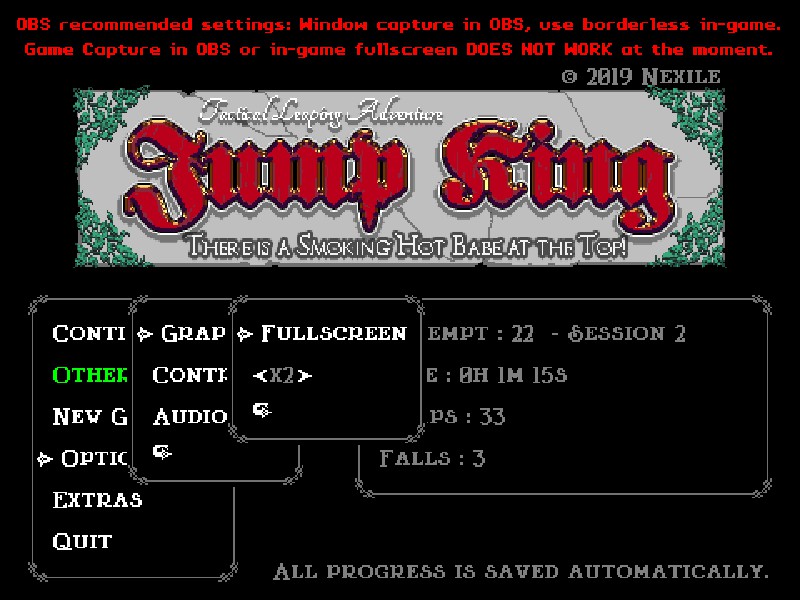 OBS recommended settings: Window capture in OBS, use borderless in-game.
Game Capture in OBS or in-game fullscreen DOES NOT WORK at the moment.
© 2019 Nexile
Tactical Leaping Adventure
Jump King
There is a Smoking Hot Babe at the Top!
Conti
Grap
Fullscreen
empt : 22 - Session 2
Other
Contr
<x2>
e : 0h 1m 15s
New G
Audio
ps : 33
Optic
Falls : 3
Extras
Quit
All progress is saved automatically.